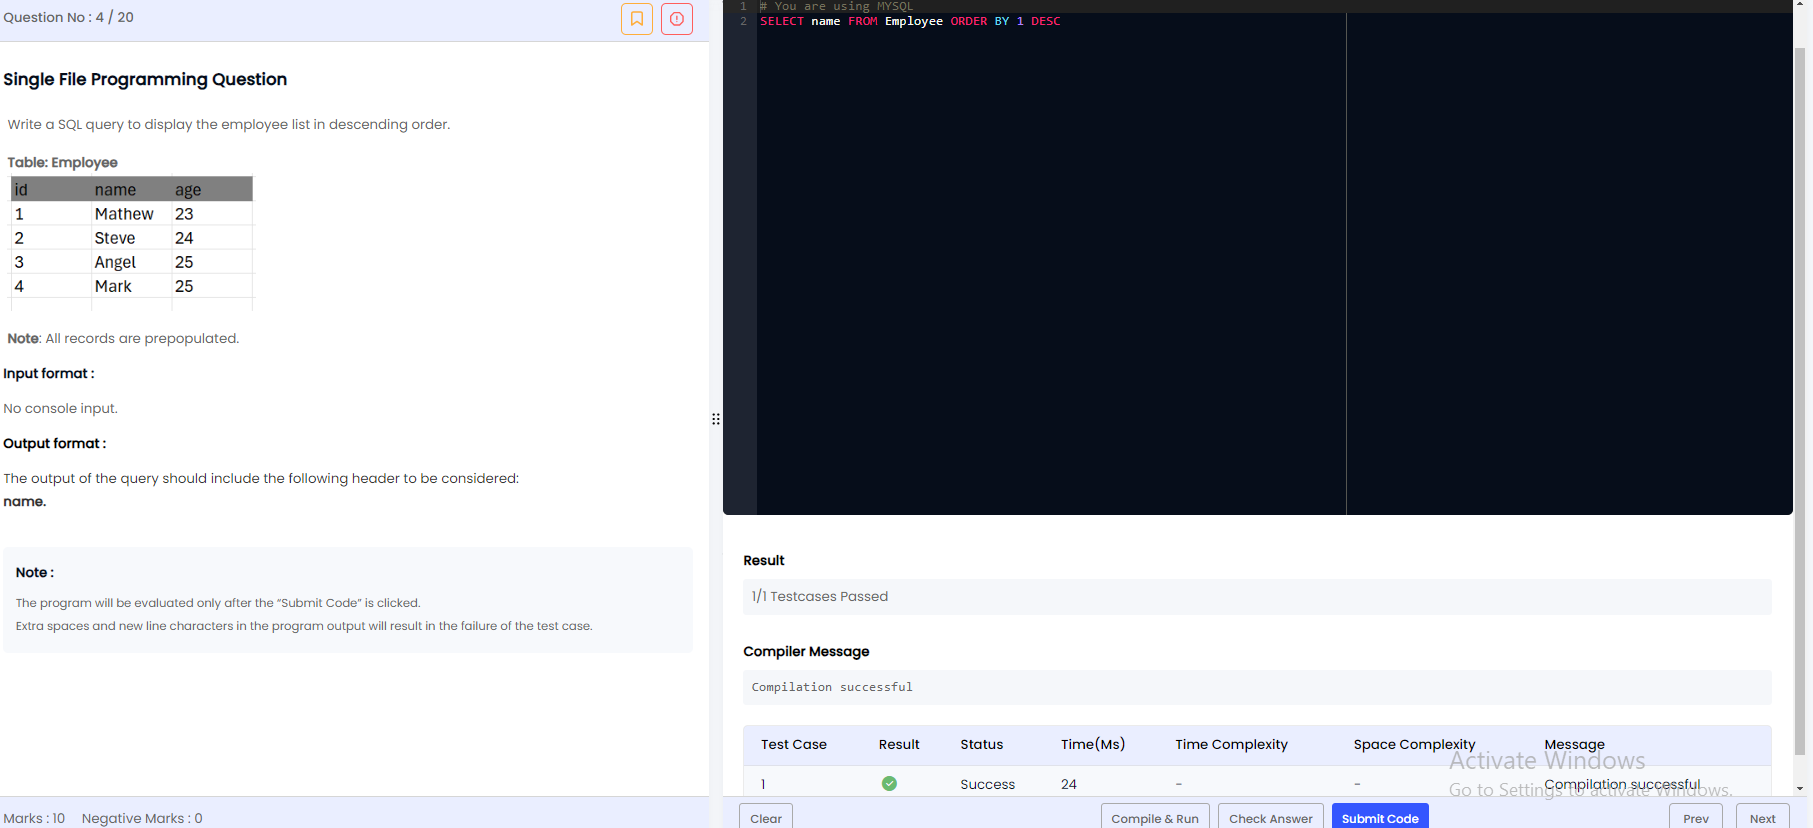 Question No : 4 / 20
Single File Programming Question
Write a SQL query to display the employee list in descending order.
Table: Employee
id name age
1 Mathew 23
2 Steve 24
3 Angel 25
4 Mark 25
Note: All records are prepopulated.
Input format :
No console input.
Output format :
The output of the query should include the following header to be considered:
name.
Note :
The program will be evaluated only after the “Submit Code” is clicked.
Extra spaces and new line characters in the program output will result in the failure of the test case.
Marks : 10 Negative Marks : 0
1 # You are using MYSQL
2 SELECT name FROM Employee ORDER BY 1 DESC
Result
1/1 Testcases Passed
Compiler Message
Compilation successful
Test Case Result Status Time(Ms) Time Complexity Space Complexity Message
1 Success 24 - - Compilation successful
Activate Windows
Go to Settings to activate Windows.
Clear Compile & Run Check Answer Submit Code Prev Next